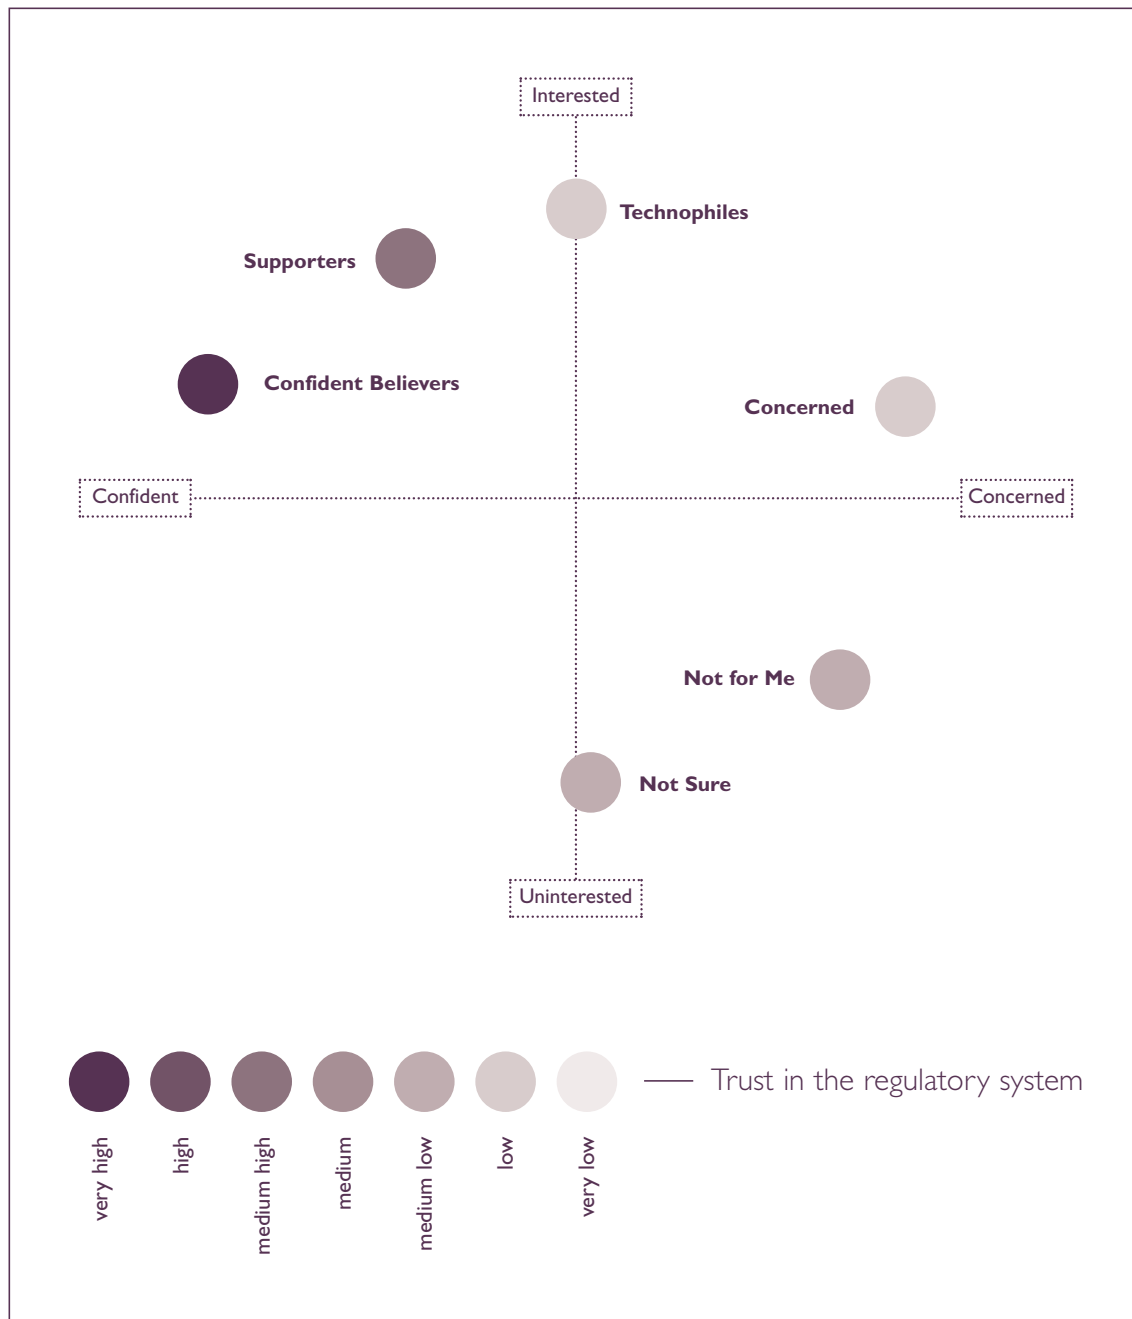 Interested
Technophiles
Supporters
Confident Believers
Concerned
Confident
Concerned
Not for Me
Not Sure
Uninterested
Trust in the regulatory system
very high
high
medium high
medium
medium low
low
very low